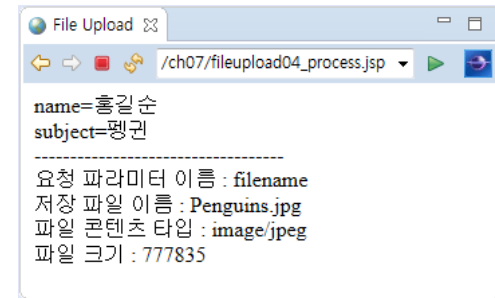 File Upload
/ch07/fileupload04_process.jsp
name=홍길순
subject=펭귄
-----------------------------------
요청 파라미터 이름 : filename
저장 파일 이름 : Penguins.jpg
파일 콘텐츠 타입 : image/jpeg
파일 크기 : 777835